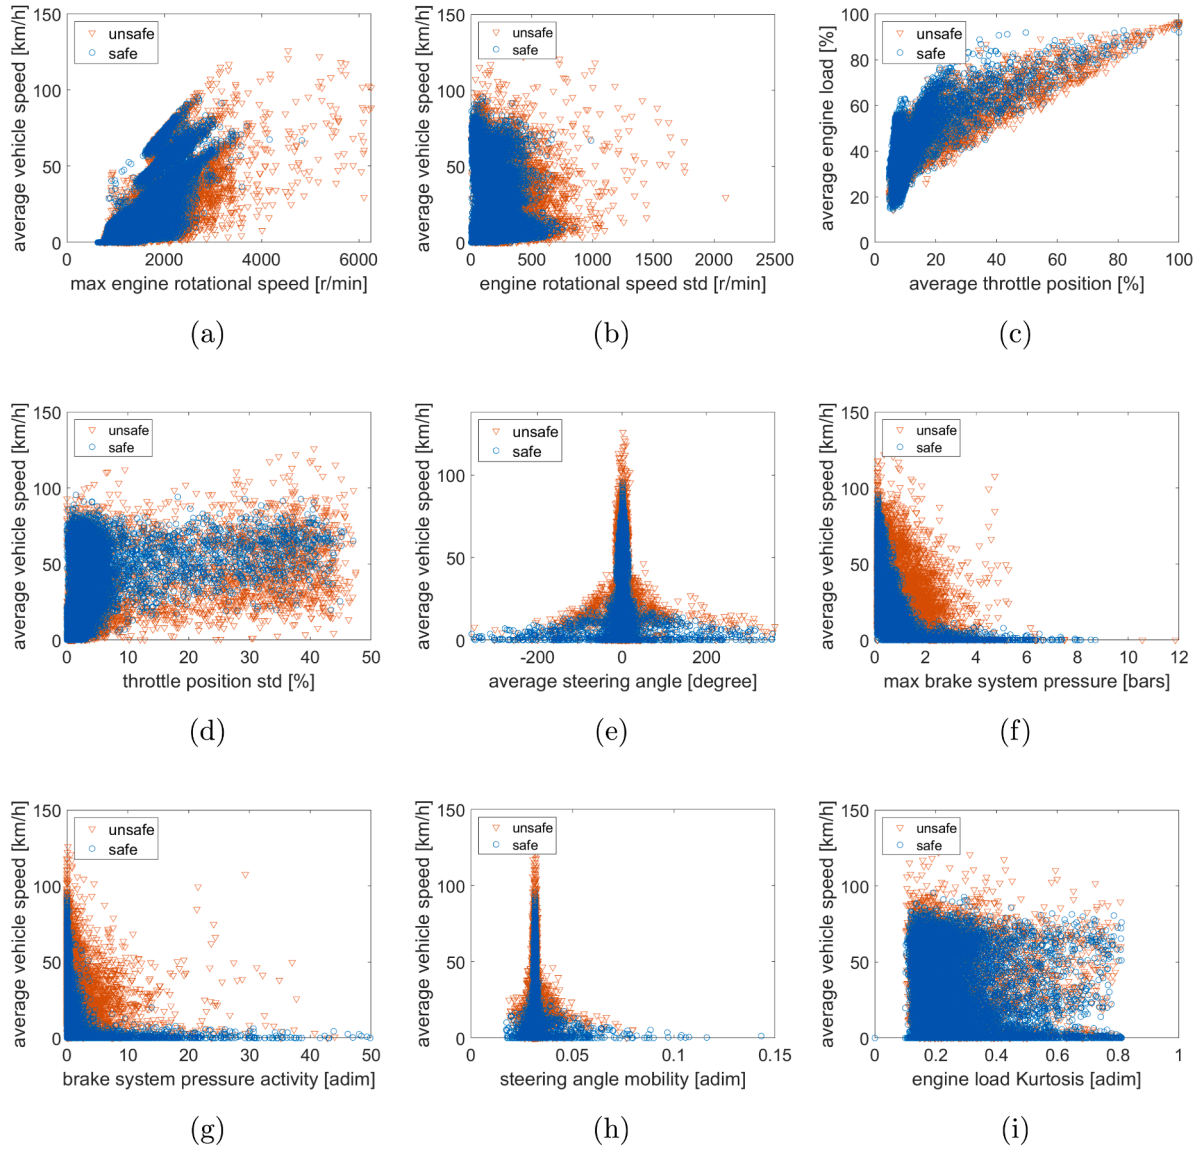 150
100
50
0
average vehicle speed [km/h]
unsafe
safe
0 2000 4000 6000
max engine rotational speed [r/min]
(a)
150
100
50
0
average vehicle speed [km/h]
unsafe
safe
0 500 1000 1500 2000 2500
engine rotational speed std [r/min]
(b)
100
80
60
40
20
0
average engine load [%]
unsafe
safe
0 20 40 60 80 100
average throttle position [%]
(c)
150
100
50
0
average vehicle speed [km/h]
unsafe
safe
0 10 20 30 40 50
throttle position std [%]
(d)
100
50
0
average vehicle speed [km/h]
unsafe
safe
-200 0 200
average steering angle [degree]
(e)
150
100
50
0
average vehicle speed [km/h]
unsafe
safe
0 2 4 6 8 10 12
max brake system pressure [bars]
(f)
150
100
50
0
average vehicle speed [km/h]
unsafe
safe
0 10 20 30 40 50
brake system pressure activity [adim]
(g)
150
100
50
0
average vehicle speed [km/h]
unsafe
safe
0 0.05 0.1 0.15
steering angle mobility [adim]
(h)
150
100
50
0
average vehicle speed [km/h]
unsafe
safe
0 0.2 0.4 0.6 0.8 1
engine load Kurtosis [adim]
(i)